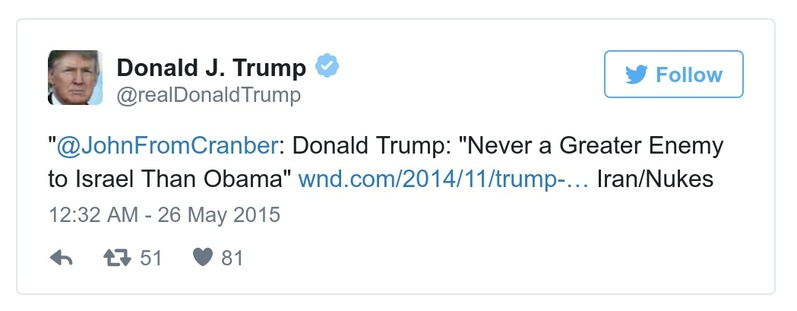 Donald J. Trump
@realDonaldTrump
Follow
"@JohnFromCranber: Donald Trump: "Never a Greater Enemy
to Israel Than Obama" wnd.com/2014/11/trump-… Iran/Nukes
12:32 AM - 26 May 2015
51 81